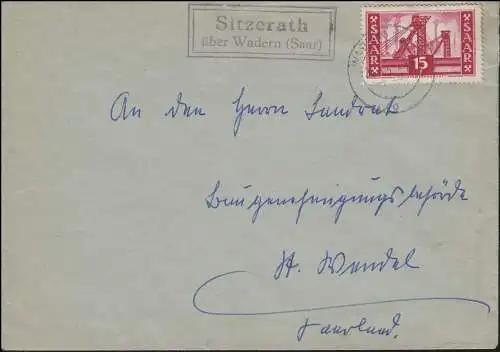 Sitzerath
über Wadern (Saar)
SAAR 15 SAAR
An den Herrn Landrat
Baugenehmigungsbehörde
St. Wendel
Saarland.